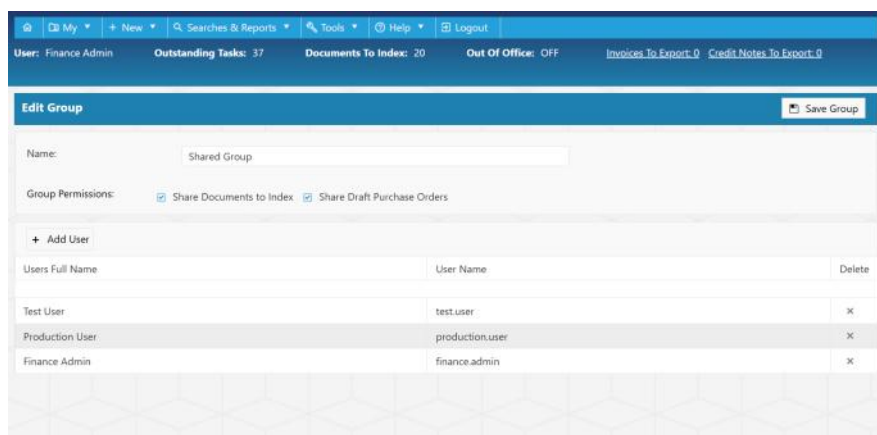 My + New Searches & Reports Tools Help Logout
User: Finance Admin Outstanding Tasks: 37 Documents To Index: 20 Out Of Office: OFF Invoices To Export: 0 Credit Notes To Export: 0
Edit Group Save Group
Name: Shared Group
Group Permissions: Share Documents to Index Share Draft Purchase Orders
+ Add User
Users Full Name User Name Delete
Test User test.user
Production User production.user
Finance Admin finance.admin